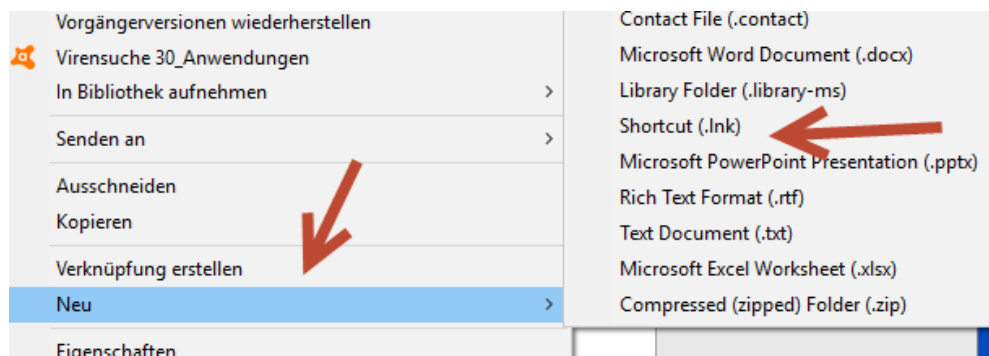 Vorgängerversionen wiederherstellen
Virensuche 30_Anwendungen
In Bibliothek aufnehmen
Senden an
Ausschneiden
Kopieren
Verknüpfung erstellen
Neu
Eigenschaften
Contact File (.contact)
Microsoft Word Document (.docx)
Library Folder (.library-ms)
Shortcut (.lnk)
Microsoft PowerPoint Presentation (.pptx)
Rich Text Format (.rtf)
Text Document (.txt)
Microsoft Excel Worksheet (.xlsx)
Compressed (zipped) Folder (.zip)